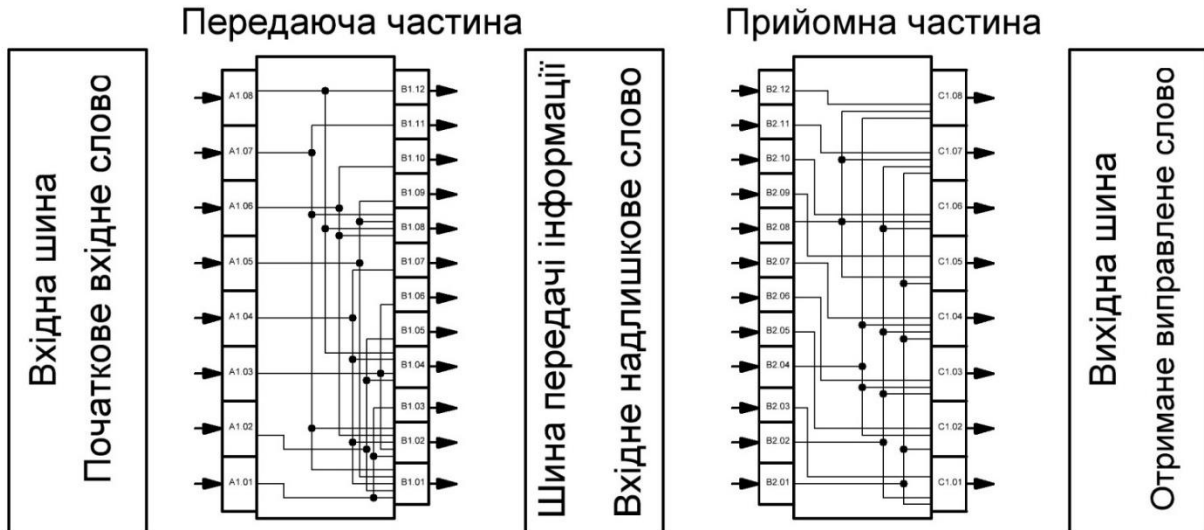 Передаюча частина
Прийомна частина
Вхідна шина
Початкове вхідне слово
A1.08
A1.07
A1.06
A1.05
A1.04
A1.03
A1.02
A1.01
B1.12
B1.11
B1.10
B1.09
B1.08
B1.07
B1.06
B1.05
B1.04
B1.03
B1.02
B1.01
Шина передачі інформації
Вхідне надлишкове слово
B2.12
B2.11
B2.10
B2.09
B2.08
B2.07
B2.06
B2.05
B2.04
B2.03
B2.02
B2.01
C1.08
C1.07
C1.06
C1.05
C1.04
C1.03
C1.02
C1.01
Вихідна шина
Отримане виправлене слово